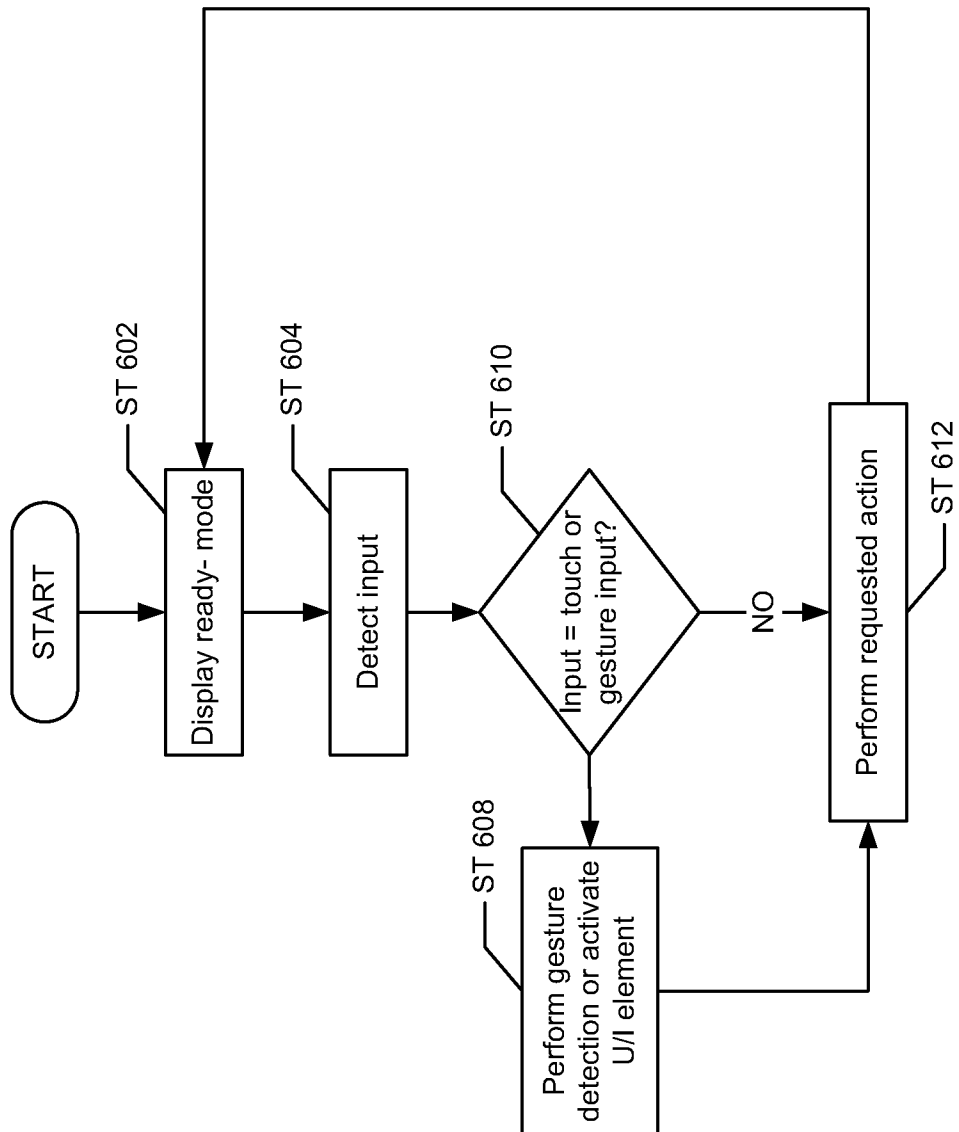 START
ST 602
Display ready- mode
ST 604
Detect input
ST 610
Input = touch or
gesture input?
ST 608
Perform gesture
detection or activate
U/I element
NO
Perform requested action
ST 612